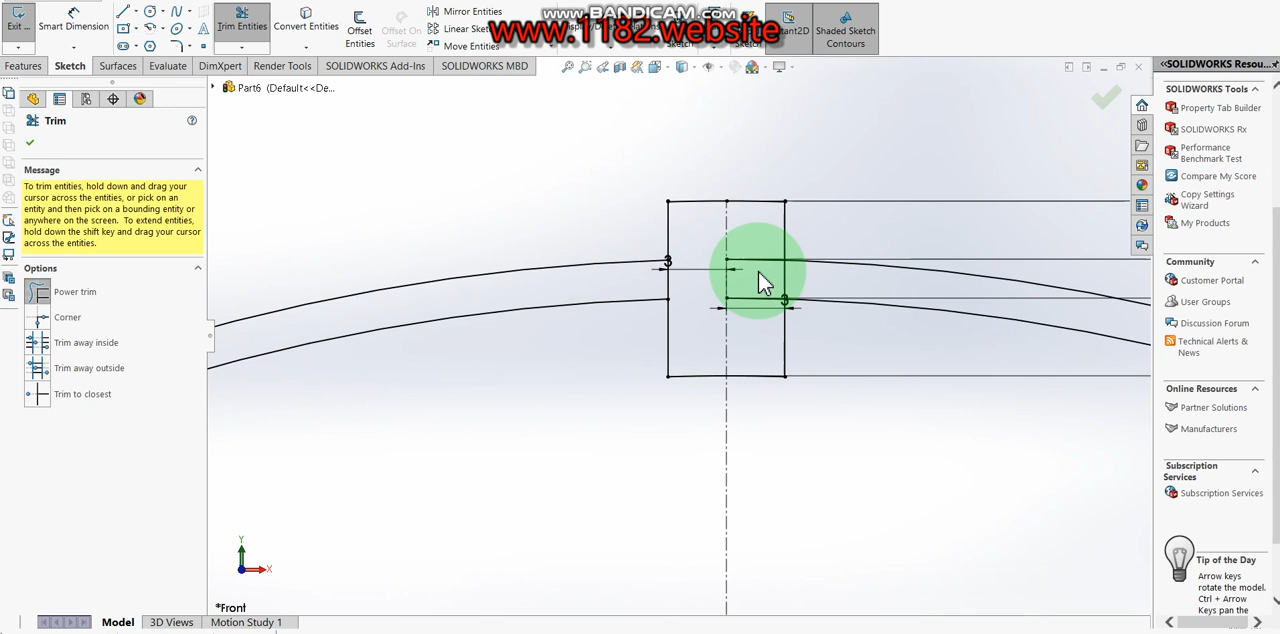 www.BANDICAM.com
www.1182.website
Exit ...
Smart Dimension
Trim Entities
Convert Entities
Offset Entities
Offset On Surface
Mirror Entities
Linear Sketch
Move Entities
Instant2D
Shaded Sketch Contours
Features
Sketch
Surfaces
Evaluate
DimXpert
Render Tools
SOLIDWORKS Add-Ins
SOLIDWORKS MBD
Part6 (Default<<De...
Trim
Message
To trim entities, hold down and drag your
cursor across the entities, or pick on an
entity and then pick on a bounding entity or
anywhere on the screen. To extend entities,
hold down the shift key and drag your cursor
across the entities.
Options
Power trim
Corner
Trim away inside
Trim away outside
Trim to closest
3
3
Y
X
*Front
Model
3D Views
Motion Study 1
SOLIDWORKS Resou...
SOLIDWORKS Tools
Property Tab Builder
SOLIDWORKS Rx
Performance
Benchmark Test
Compare My Score
Copy Settings
Wizard
My Products
Community
Customer Portal
User Groups
Discussion Forum
Technical Alerts &
News
Online Resources
Partner Solutions
Manufacturers
Subscription
Services
Subscription Services
Tip of the Day
Arrow keys
rotate the model.
Ctrl + Arrow
Keys pan the